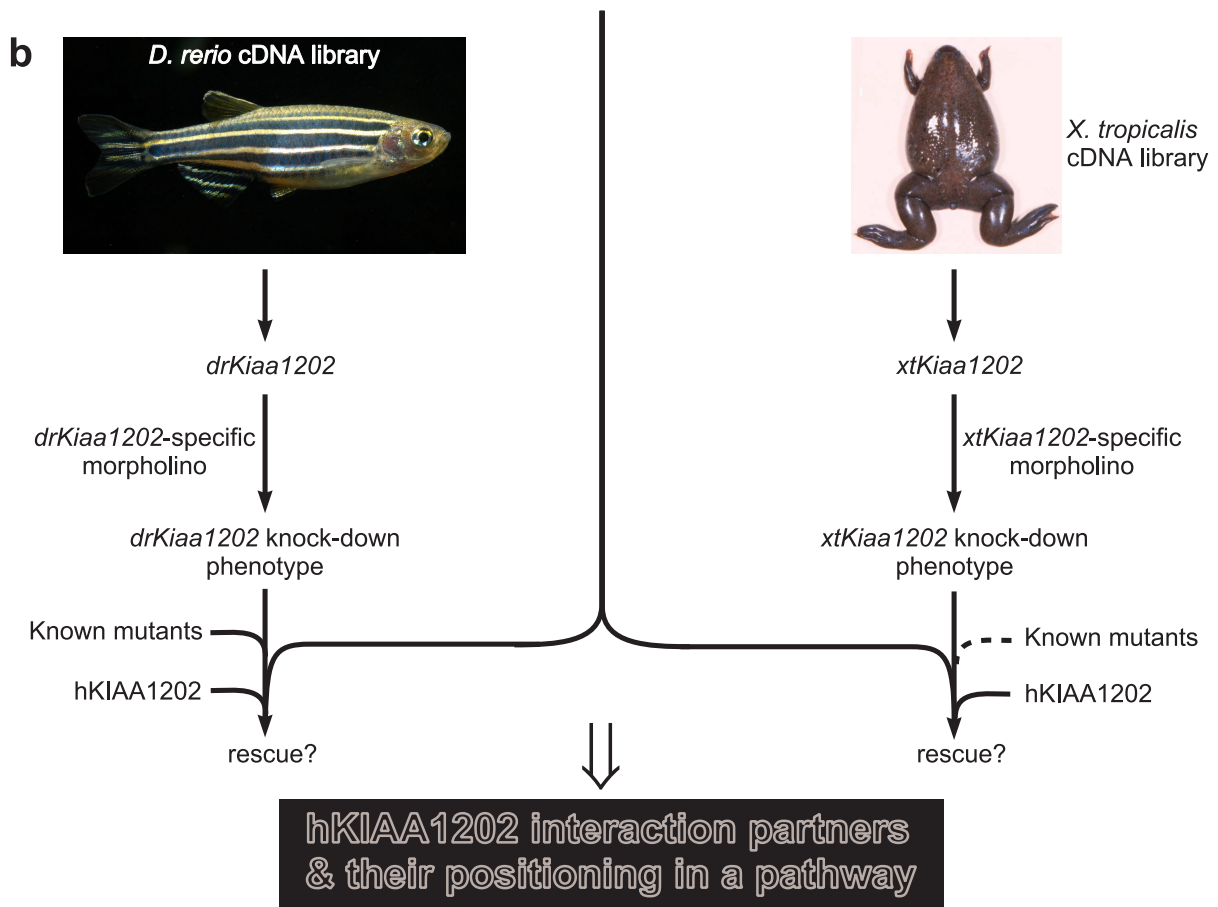 b
D. rerio cDNA library
X. tropicalis
cDNA library
drKiaa1202
xtKiaa1202
drKiaa1202-specific
morpholino
xtKiaa1202-specific
morpholino
drKiaa1202 knock-down
phenotype
xtKiaa1202 knock-down
phenotype
Known mutants
Known mutants
hKIAA1202
hKIAA1202
rescue?
rescue?
hKIAA1202 interaction partners
& their positioning in a pathway